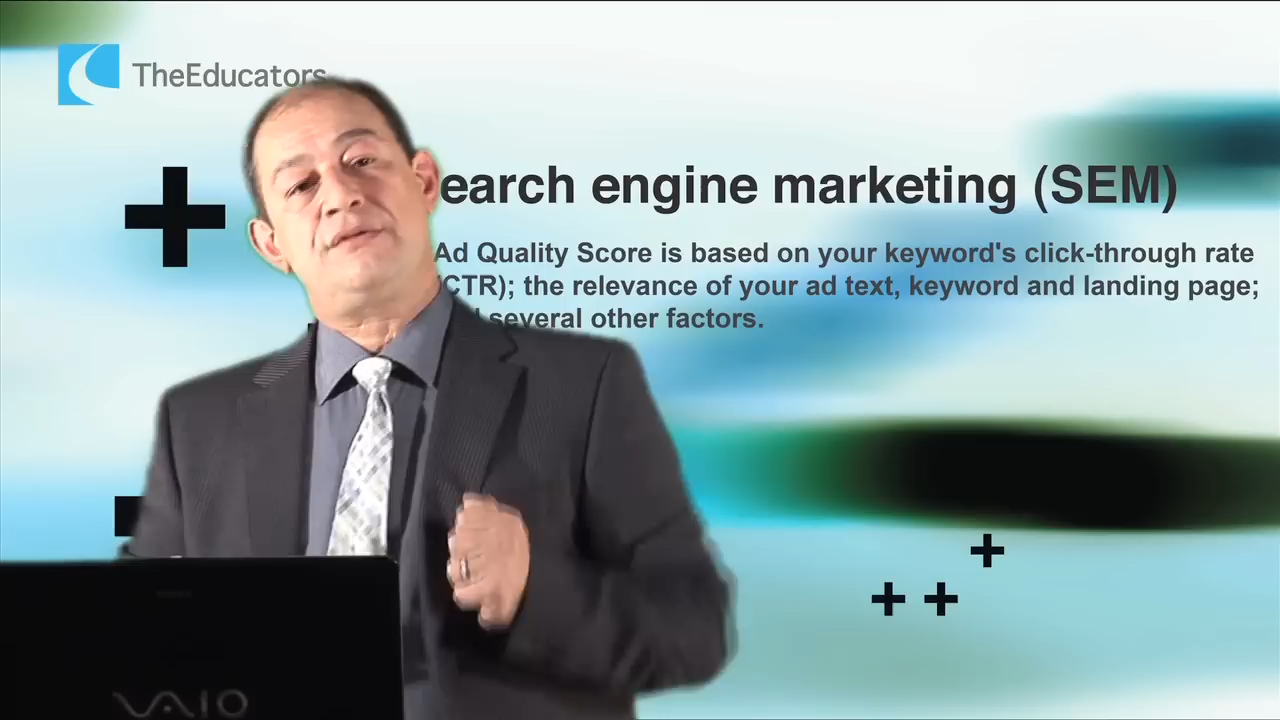 TheEducators
earch engine marketing (SEM)
Ad Quality Score is based on your keyword's click-through rate
CTR); the relevance of your ad text, keyword and landing page;
several other factors.
VAIO